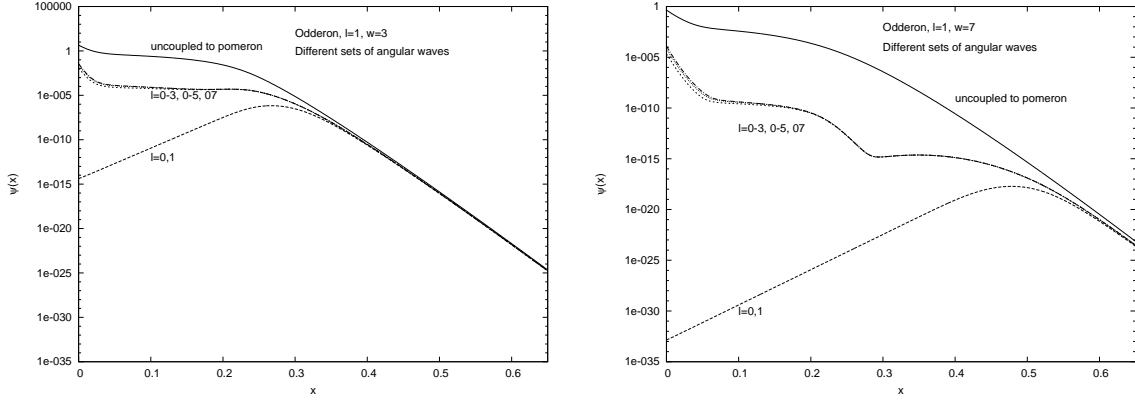 100000
1
1e-005
1e-010
1e-015
1e-020
1e-025
1e-030
1e-035
0
0.1
0.2
0.3
0.4
0.5
0.6
ψ(x)
x
Odderon, l=1, w=3
Different sets of angular waves
uncoupled to pomeron
l=0-3, 0-5, 07
l=0,1
1
1e-005
1e-010
1e-015
1e-020
1e-025
1e-030
1e-035
0
0.1
0.2
0.3
0.4
0.5
0.6
ψ(x)
x
Odderon, l=1, w=7
Different sets of angular waves
uncoupled to pomeron
l=0-3, 0-5, 07
l=0,1